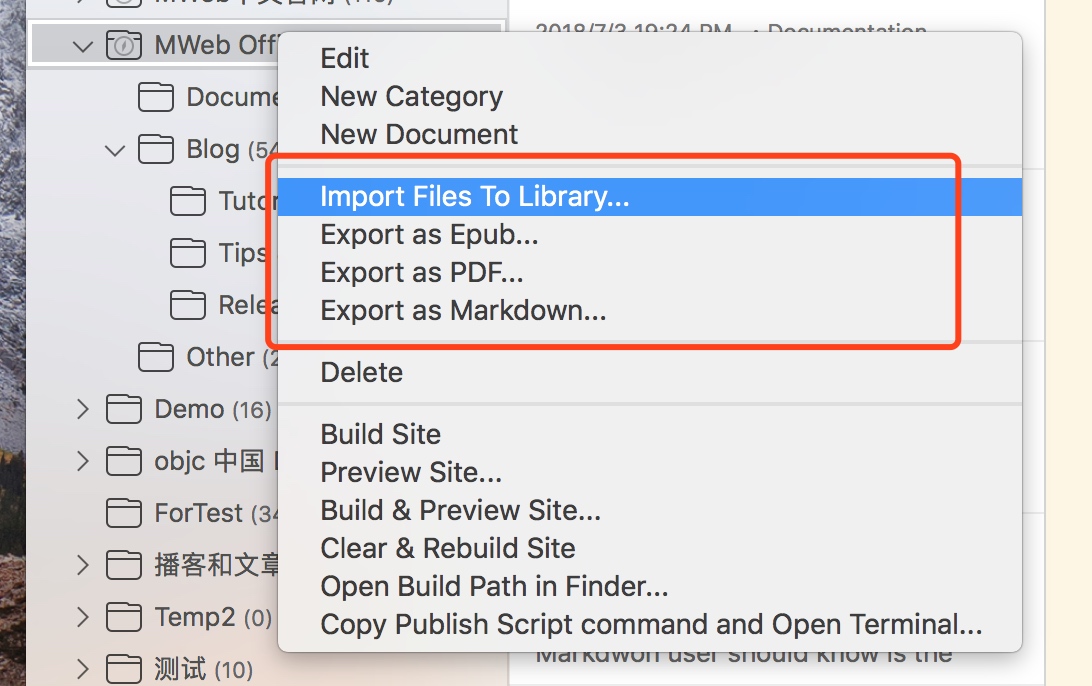 MWeb Offi
Docume
Blog (54
Tutor
Tips
Relea
Other (2
Demo (16)
objc 中国
ForTest (34
播客和文章
Temp2 (0)
测试 (10)
2018/7/3 19:24 PM
Documentation
Edit
New Category
New Document
Import Files To Library...
Export as Epub...
Export as PDF...
Export as Markdown...
Delete
Build Site
Preview Site...
Build & Preview Site...
Clear & Rebuild Site
Open Build Path in Finder...
Copy Publish Script command and Open Terminal...
Markdwon user should know is the